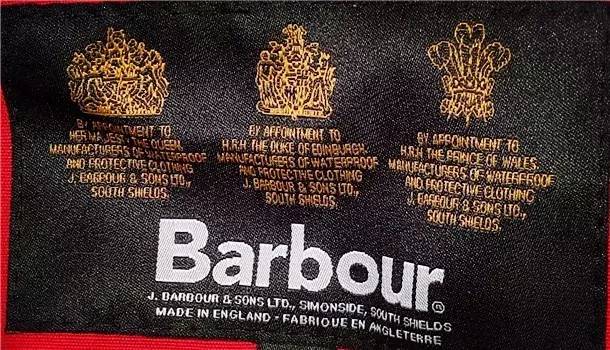 BY APPOINTMENT TO
HER MAJESTY THE QUEEN.
MANUFACTURERS OF WATERPROOF
AND PROTECTIVE CLOTHING
J. BARBOUR & SONS LTD.,
SOUTH SHIELDS.
BY APPOINTMENT TO
H.R.H. THE DUKE OF EDINBURGH.
MANUFACTURERS OF WATERPROOF
AND PROTECTIVE CLOTHING
J. BARBOUR & SONS LTD.,
SOUTH SHIELDS.
BY APPOINTMENT TO
H.R.H. THE PRINCE OF WALES.
MANUFACTURERS OF WATERPROOF
AND PROTECTIVE CLOTHING
J. BARBOUR & SONS LTD.,
SOUTH SHIELDS.
Barbour®
J. BARBOUR & SONS LTD., SIMONSIDE, SOUTH SHIELDS
MADE IN ENGLAND - FABRIQUE EN ANGLETERRE